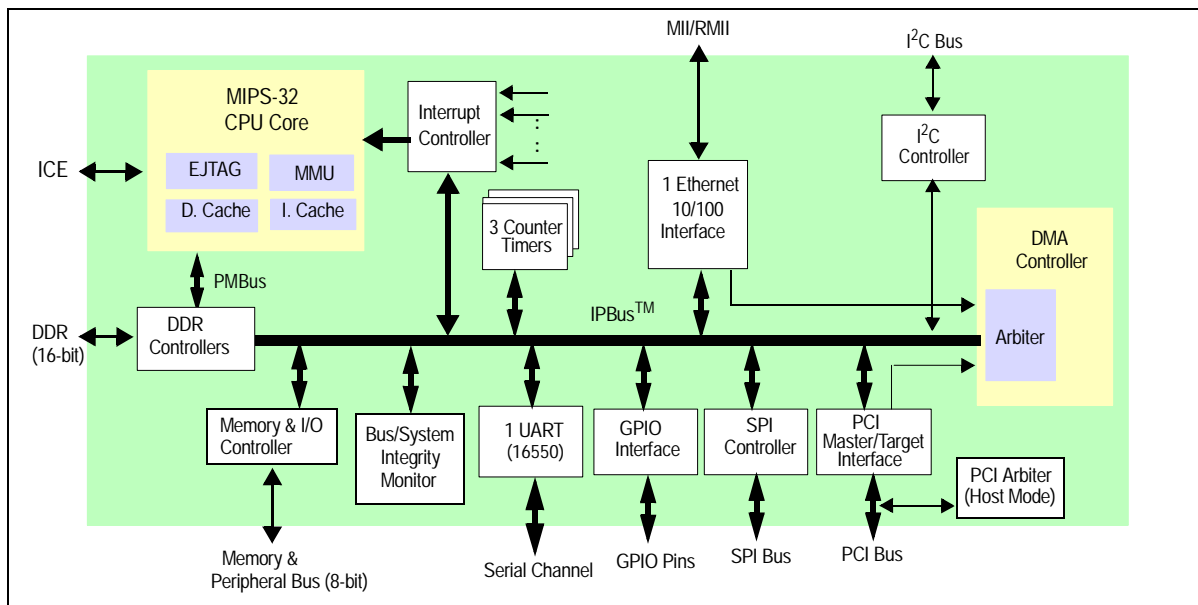 MII/RMII
I²C Bus
MIPS-32
CPU Core
EJTAG
MMU
D. Cache
I. Cache
ICE
Interrupt
Controller
:
:
I²C
Controller
1 Ethernet
10/100
Interface
3 Counter
Timers
DMA
Controller
Arbiter
PMBus
IPBus™
DDR
(16-bit)
DDR
Controllers
Memory & I/O
Controller
Bus/System
Integrity
Monitor
1 UART
(16550)
GPIO
Interface
SPI
Controller
PCI
Master/Target
Interface
PCI Arbiter
(Host Mode)
Memory &
Peripheral Bus (8-bit)
Serial Channel
GPIO Pins
SPI Bus
PCI Bus